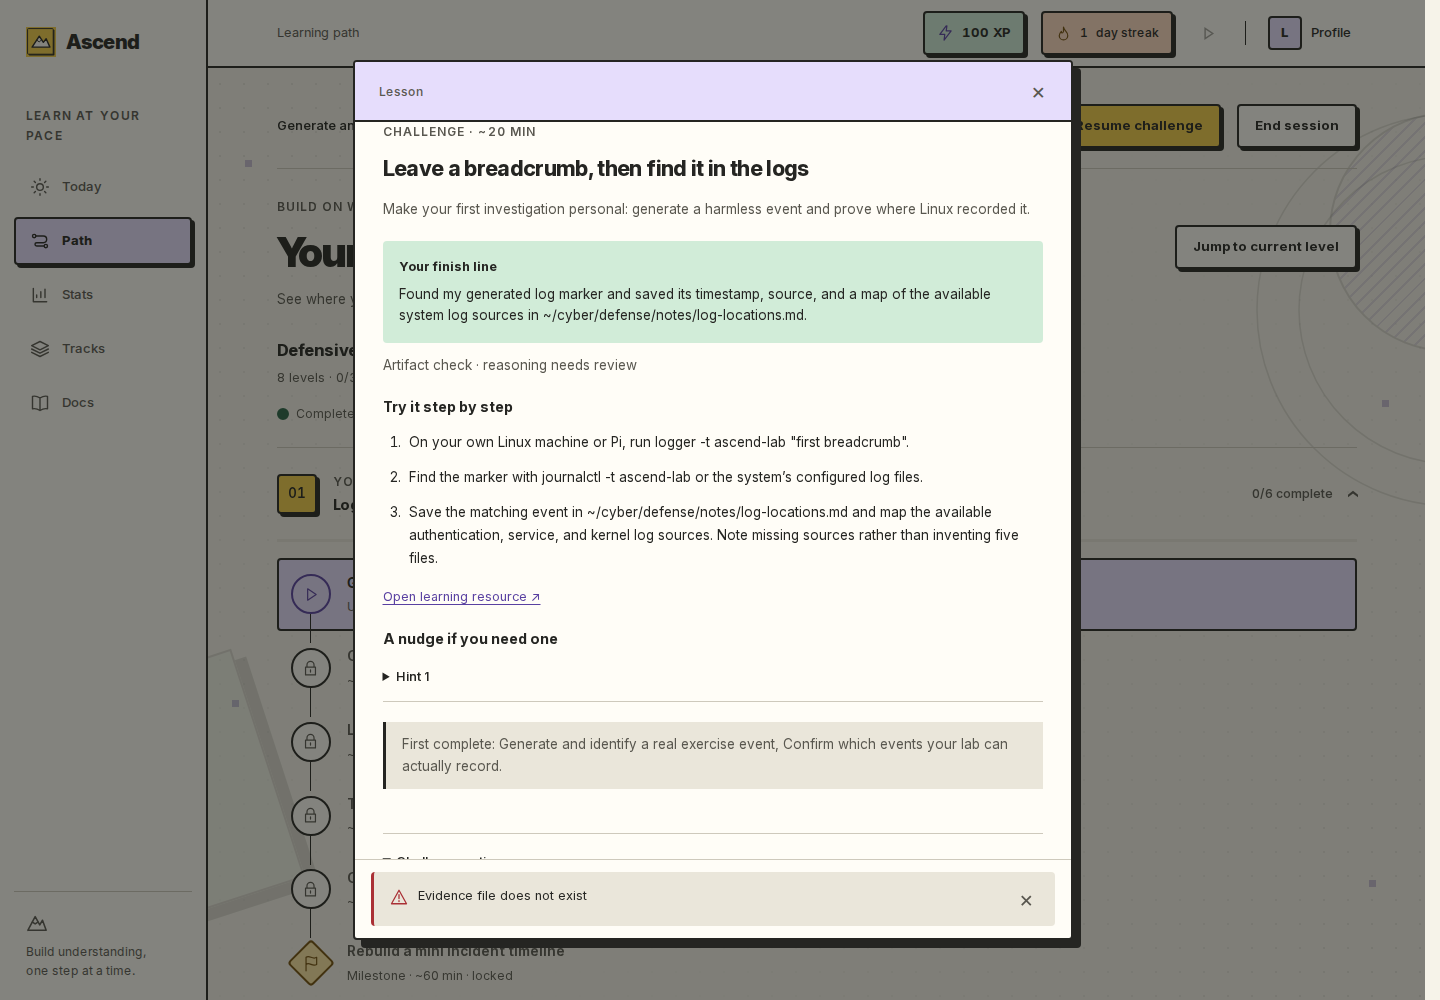 Ascend
Learning path
100 XP
1 day streak
L
Profile
LEARN AT YOUR
PACE
Today
Path
Stats
Tracks
Docs
Build understanding,
one step at a time.
Generate an
Resume challenge
End session
BUILD ON
Your
Jump to current level
See where
Defensive
8 levels · 0/3
Complete
01
YO
Log
0/6 complete
Lesson
CHALLENGE · ~20 MIN
Leave a breadcrumb, then find it in the logs
Make your first investigation personal: generate a harmless event and prove where Linux recorded it.
Your finish line
Found my generated log marker and saved its timestamp, source, and a map of the available
system log sources in ~/cyber/defense/notes/log-locations.md.
Artifact check · reasoning needs review
Try it step by step
1. On your own Linux machine or Pi, run logger -t ascend-lab "first breadcrumb".
2. Find the marker with journalctl -t ascend-lab or the system's configured log files.
3. Save the matching event in ~/cyber/defense/notes/log-locations.md and map the available
authentication, service, and kernel log sources. Note missing sources rather than inventing five
files.
Open learning resource ↗
A nudge if you need one
Hint 1
First complete: Generate and identify a real exercise event, Confirm which events your lab can
actually record.
Evidence file does not exist
Rebuild a mini incident timeline
Milestone · ~60 min · locked